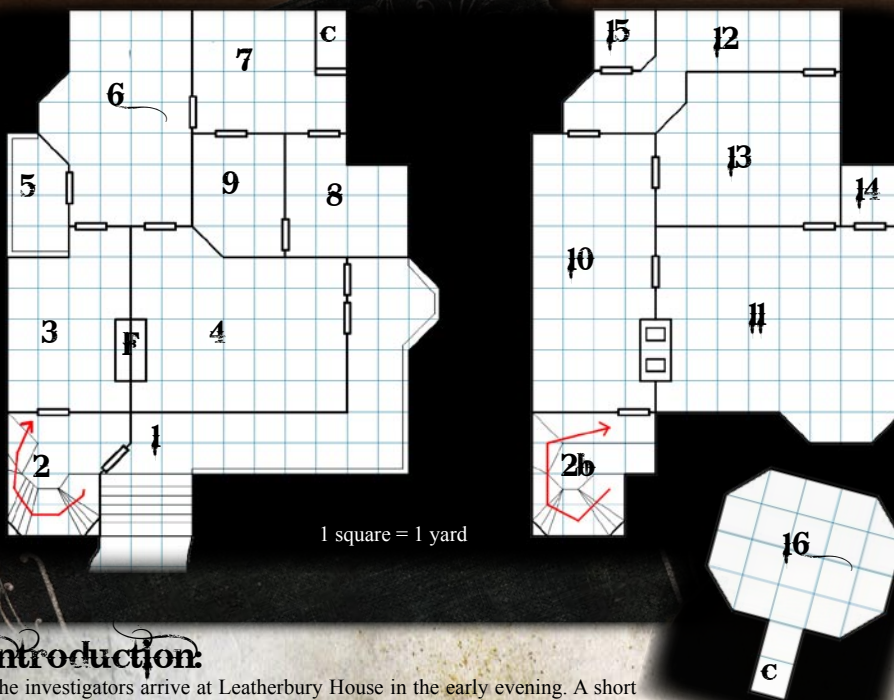 15
12
C
7
6
13
9
5
8
14
10
11
3
F
4
1
2
2b
1 square = 1 yard
16
C
ntroduction:
he investigators arrive at Leatherbury House in the early evening. A short